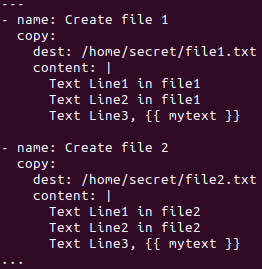 ---
- name: Create file 1
  copy:
    dest: /home/secret/file1.txt
    content: |
      Text Line1 in file1
      Text Line2 in file1
      Text Line3, {{ mytext }}

- name: Create file 2
  copy:
    dest: /home/secret/file2.txt
    content: |
      Text Line1 in file2
      Text Line2 in file2
      Text Line3, {{ mytext }}
...